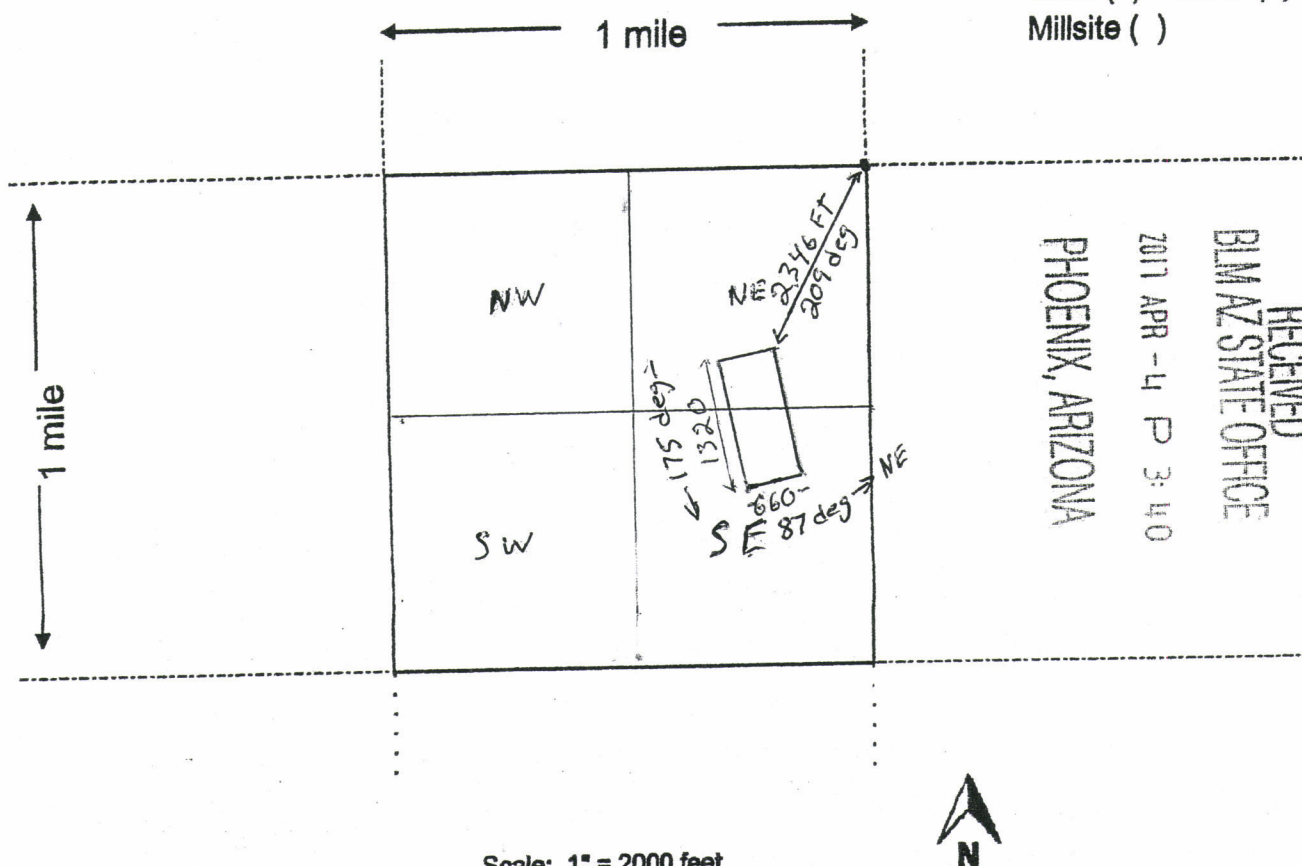 1 mile
Millsite ( )
NW
NE
2346 FT
209 deg
1 mile
175 deg
1320
660
NE
SW
SE 87 deg
RECEIVED
BLM AZ STATE OFFICE
2017 APR -4 P 3:40
PHOENIX, ARIZONA
N
Scale: 1" = 2000 feet